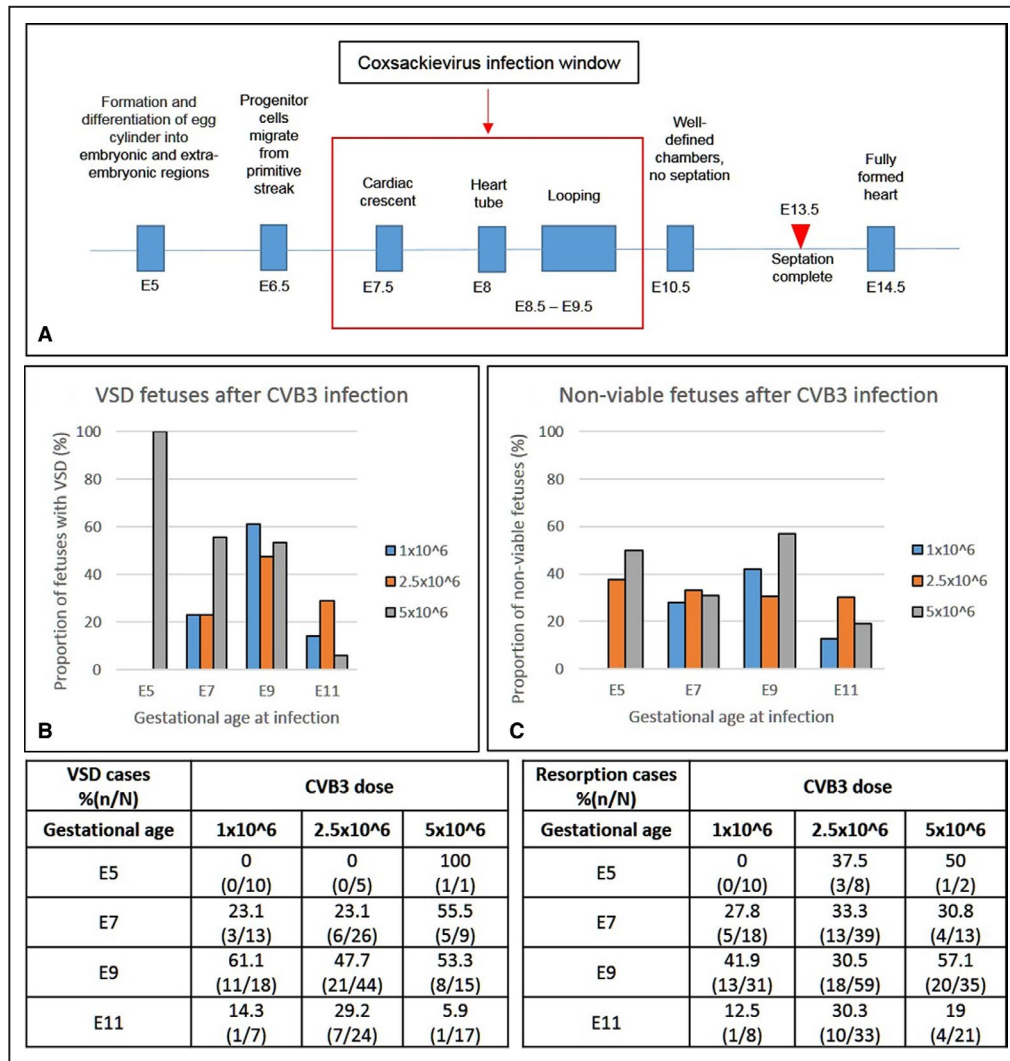 Coxsackievirus infection window
Formation and
differentiation of egg
cylinder into
embryonic and extra-
embryonic regions
Progenitor
cells
migrate
from
primitive
streak
Cardiac
crescent
Heart
tube
Looping
Well-
defined
chambers,
no septation
Fully
formed
heart
E13.5
Septation
complete
E5
E6.5
E7.5
E8
E8.5 – E9.5
E10.5
E14.5
A
VSD fetuses after CVB3 infection
Proportion of fetuses with VSD (%)
100
80
60
40
20
0
E5 E7 E9 E11
Gestational age at infection
1x10^6
2.5x10^6
5x10^6
B
Non-viable fetuses after CVB3 infection
Proportion of non-viable fetuses (%)
100
80
60
40
20
0
E5 E7 E9 E11
Gestational age at infection
1x10^6
2.5x10^6
5x10^6
C
VSD cases
%(n/N)
CVB3 dose
Gestational age 1x10^6 2.5x10^6 5x10^6
E5
0 0 100
(0/10) (0/5) (1/1)
E7
23.1 23.1 55.5
(3/13) (6/26) (5/9)
E9
61.1 47.7 53.3
(11/18) (21/44) (8/15)
E11
14.3 29.2 5.9
(1/7) (7/24) (1/17)
Resorption cases
%(n/N)
CVB3 dose
Gestational age 1x10^6 2.5x10^6 5x10^6
E5
0 37.5 50
(0/10) (3/8) (1/2)
E7
27.8 33.3 30.8
(5/18) (13/39) (4/13)
E9
41.9 30.5 57.1
(13/31) (18/59) (20/35)
E11
12.5 30.3 19
(1/8) (10/33) (4/21)